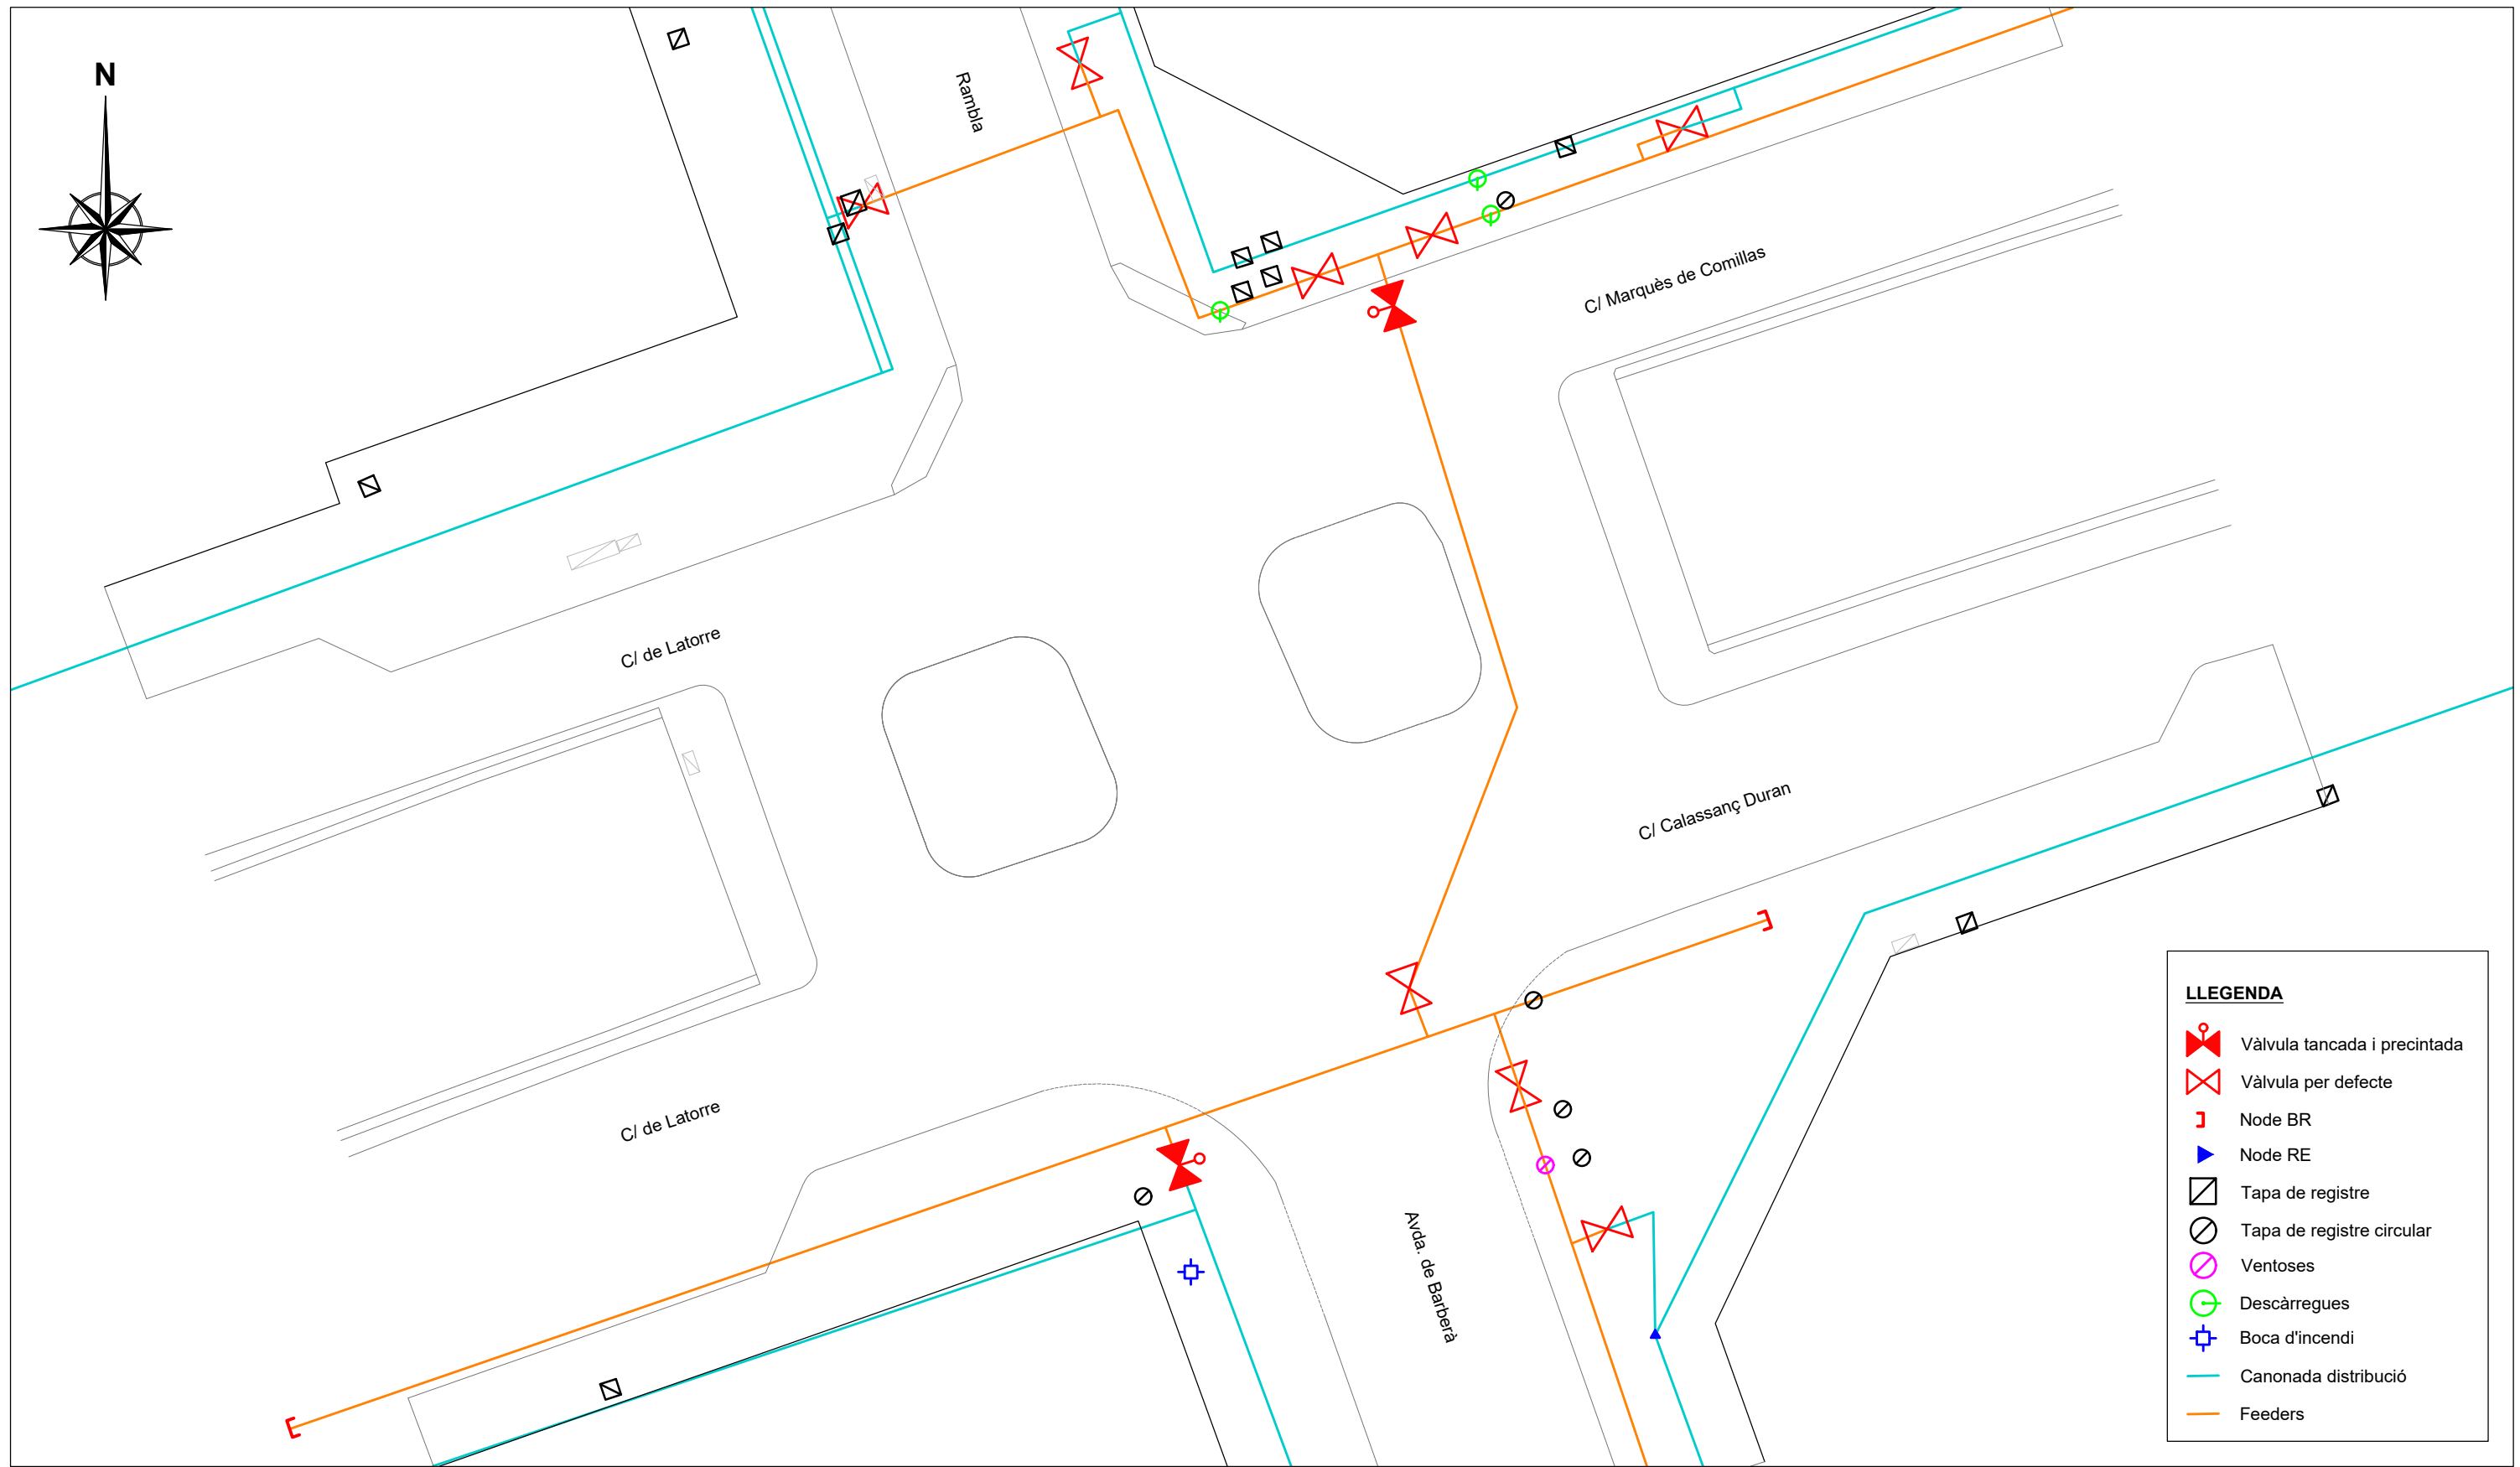 N
Rambla
C/ Marquès de Comillas
C/ de Latorre
C/ Calassanç Duran
C/ de Latorre
Avda. de Barberà
LLEGENDA
Vàlvula tancada i precintada
Vàlvula per defecte
Node BR
Node RE
Tapa de registre
Tapa de registre circular
Ventoses
Descàrregues
Boca d'incendi
Canonada distribució
Feeders